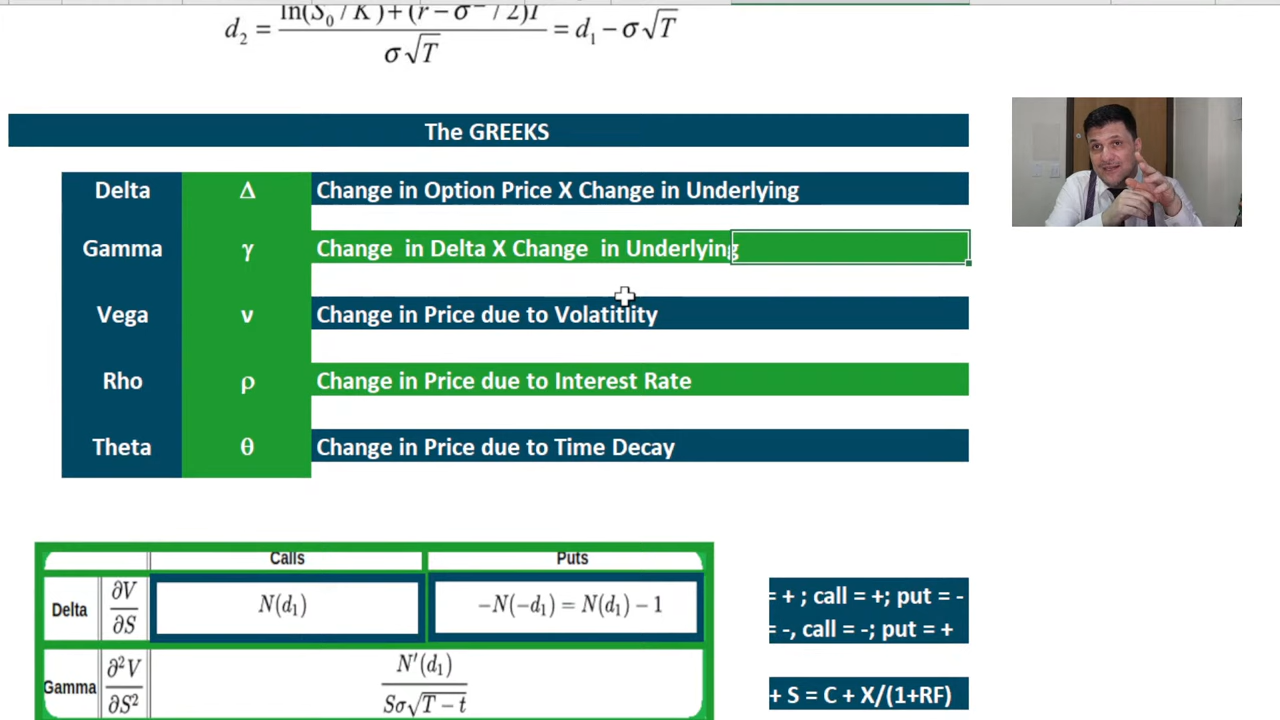 d₂ = ln(S₀ / K) + (r − σ² / 2)T / σ√T = d₁ − σ√T
The GREEKS
Delta Δ Change in Option Price X Change in Underlying
Gamma γ Change in Delta X Change in Underlying
Vega ν Change in Price due to Volatitlity
Rho ρ Change in Price due to Interest Rate
Theta θ Change in Price due to Time Decay
Calls Puts
Delta ∂V/∂S N(d₁) −N(−d₁) = N(d₁) − 1
Gamma ∂²V/∂S² N′(d₁) / Sσ√T − t
= + ; call = +; put = -
= -, call = -; put = +
+ S = C + X/(1+RF)